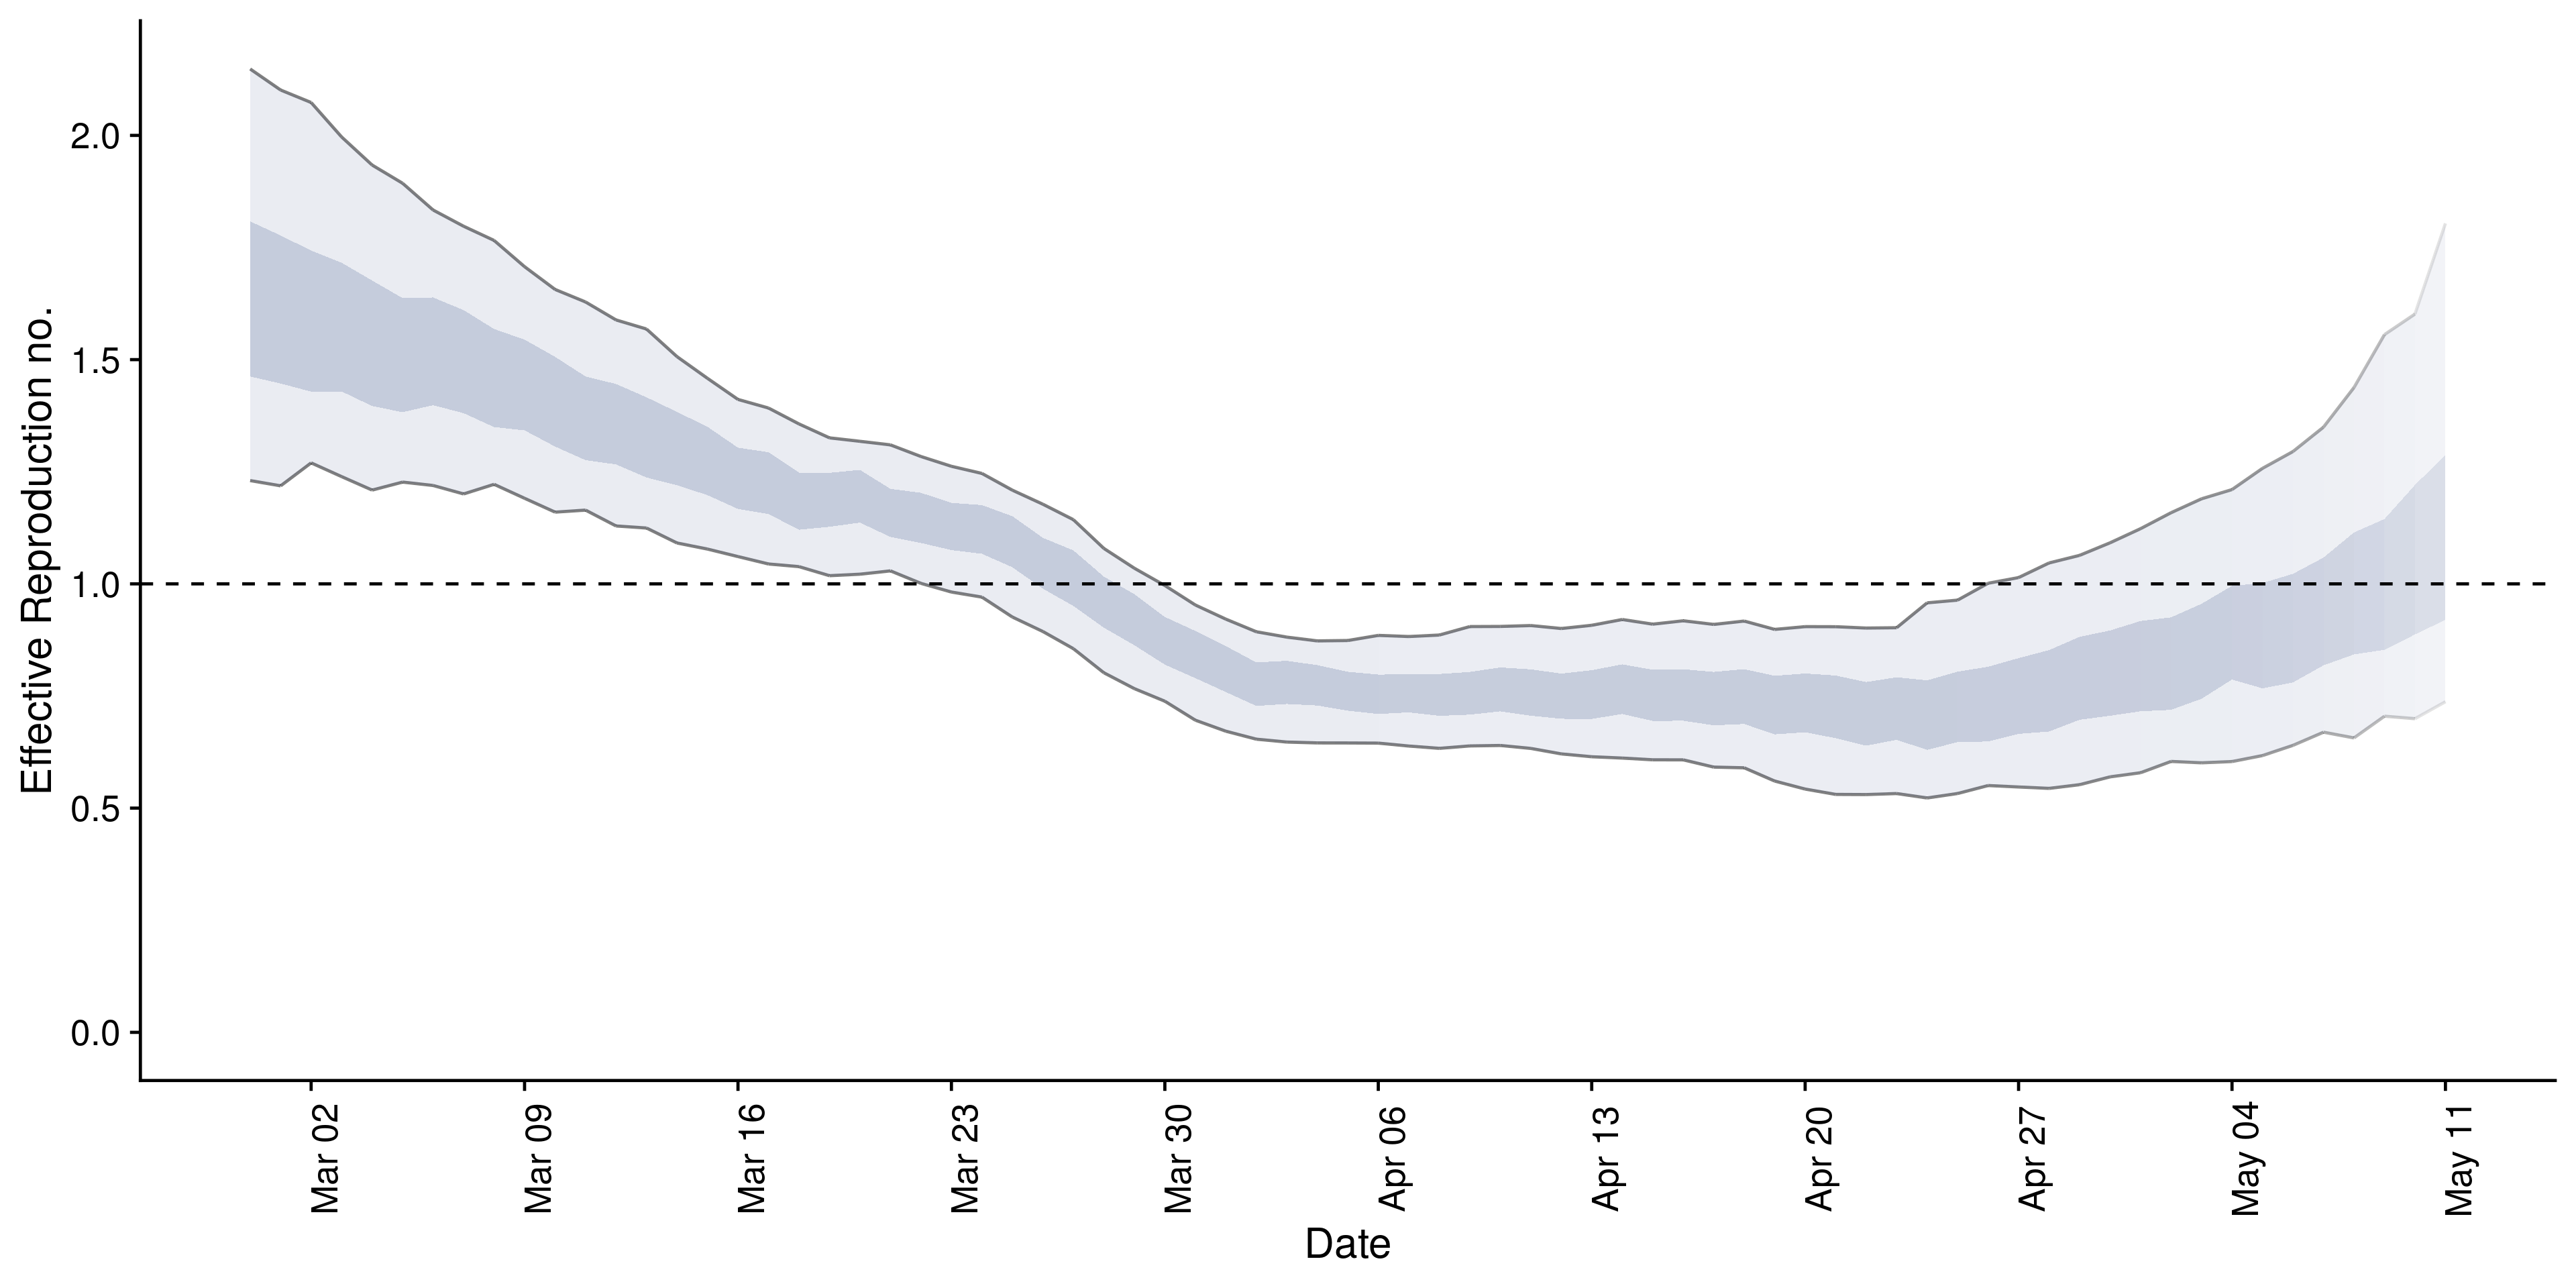 Effective Reproduction no.
2.0
1.5
1.0
0.5
0.0
Mar 02
Mar 09
Mar 16
Mar 23
Mar 30
Apr 06
Apr 13
Apr 20
Apr 27
May 04
May 11
Date